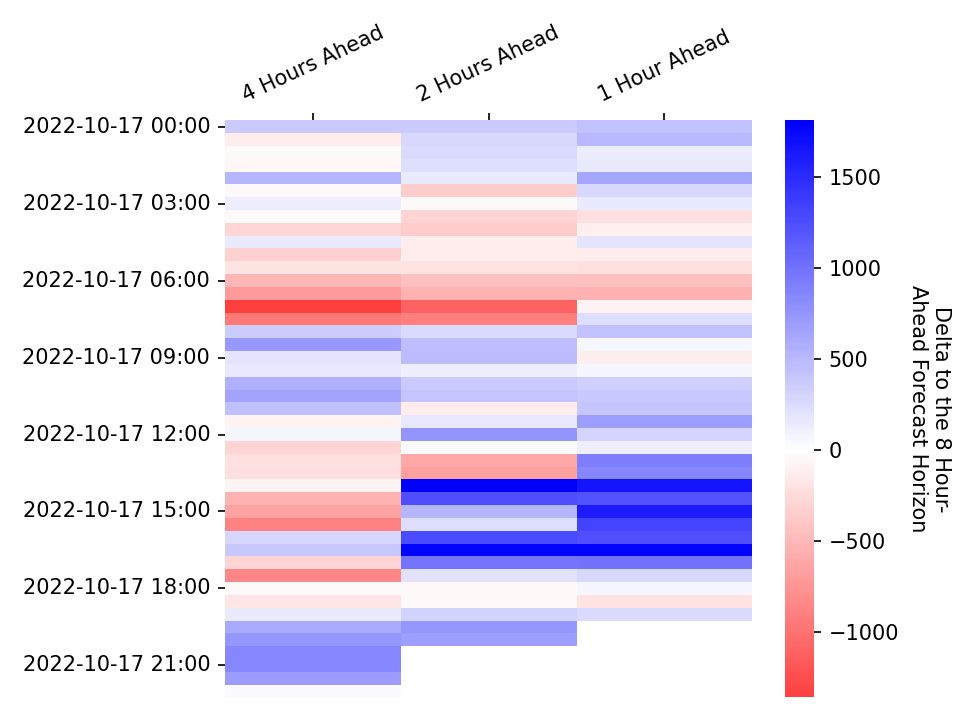 4 Hours Ahead
2 Hours Ahead
1 Hour Ahead
2022-10-17 00:00
2022-10-17 03:00
2022-10-17 06:00
2022-10-17 09:00
2022-10-17 12:00
2022-10-17 15:00
2022-10-17 18:00
2022-10-17 21:00
1500
1000
500
0
−500
−1000
Delta to the 8 Hour-
Ahead Forecast Horizon